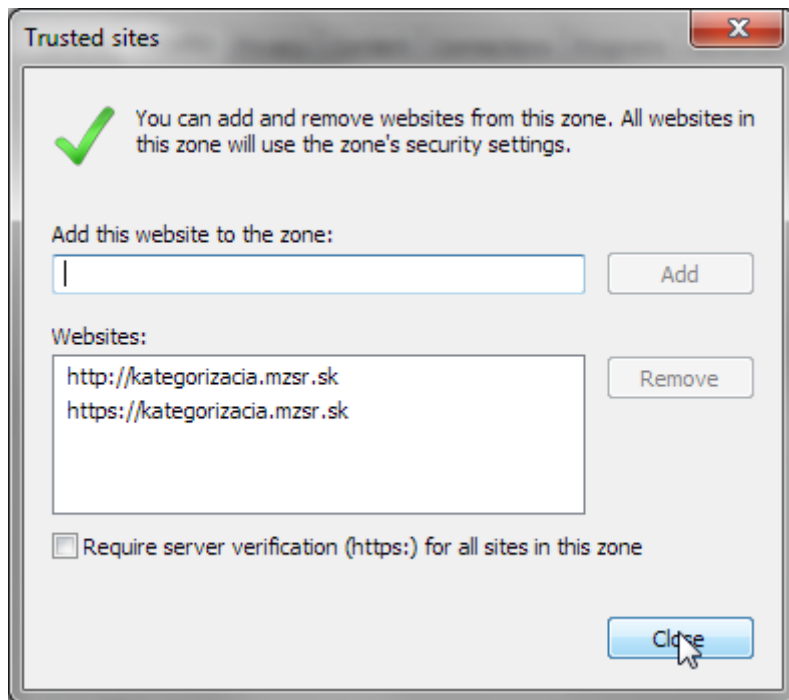 Trusted sites
You can add and remove websites from this zone. All websites in
this zone will use the zone's security settings.
Add this website to the zone:
Add
Websites:
http://kategorizacia.mzsr.sk
https://kategorizacia.mzsr.sk
Remove
Require server verification (https:) for all sites in this zone
Close